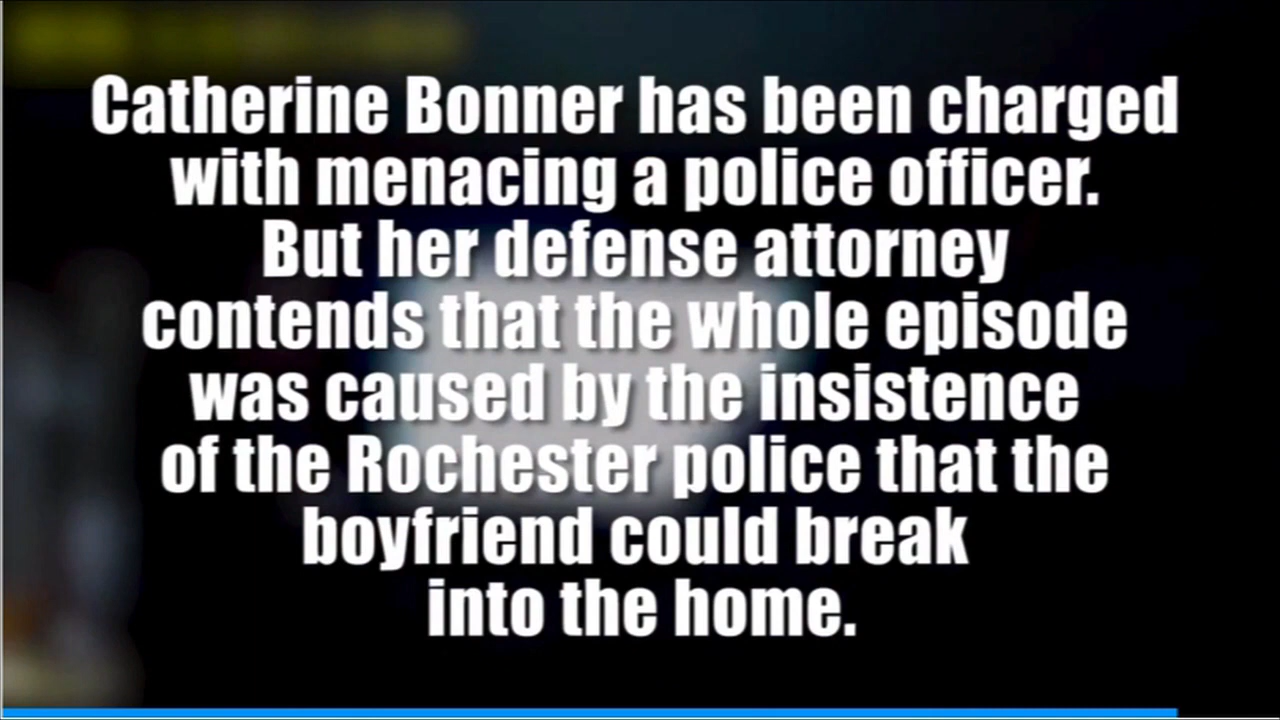 Catherine Bonner has been charged
with menacing a police officer.
But her defense attorney
contends that the whole episode
was caused by the insistence
of the Rochester police that the
boyfriend could break
into the home.